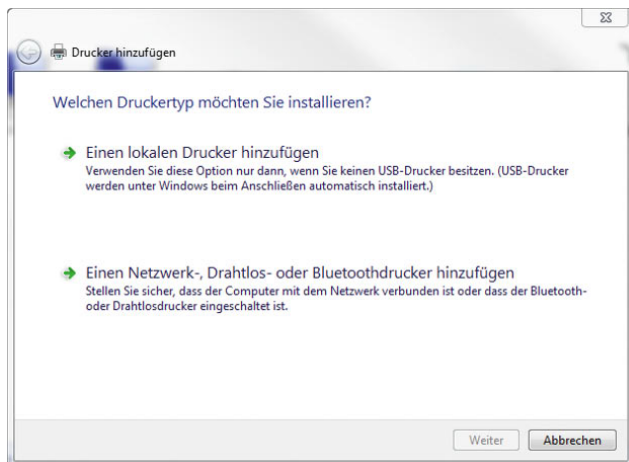 Drucker hinzufügen
Welchen Druckertyp möchten Sie installieren?
Einen lokalen Drucker hinzufügen
Verwenden Sie diese Option nur dann, wenn Sie keinen USB-Drucker besitzen. (USB-Drucker
werden unter Windows beim Anschließen automatisch installiert.)
Einen Netzwerk-, Drahtlos- oder Bluetoothdrucker hinzufügen
Stellen Sie sicher, dass der Computer mit dem Netzwerk verbunden ist oder dass der Bluetooth-
oder Drahtlosdrucker eingeschaltet ist.
Weiter Abbrechen